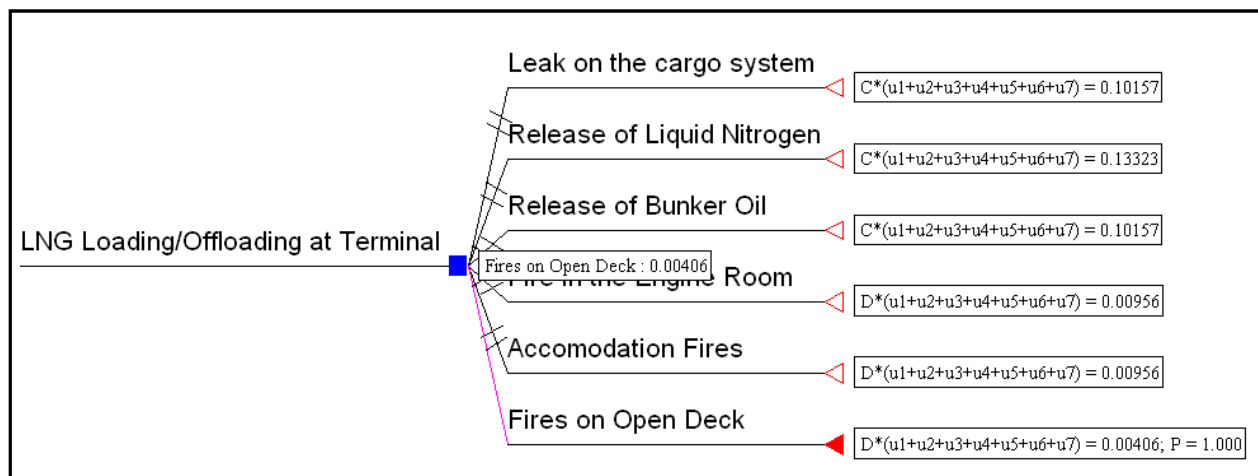 Leak on the cargo system
C*(u1+u2+u3+u4+u5+u6+u7) = 0.10157
Release of Liquid Nitrogen
C*(u1+u2+u3+u4+u5+u6+u7) = 0.13323
Release of Bunker Oil
C*(u1+u2+u3+u4+u5+u6+u7) = 0.10157
LNG Loading/Offloading at Terminal
Fires on Open Deck : 0.00406
Fire in the Engine Room
D*(u1+u2+u3+u4+u5+u6+u7) = 0.00956
Accomodation Fires
D*(u1+u2+u3+u4+u5+u6+u7) = 0.00956
Fires on Open Deck
D*(u1+u2+u3+u4+u5+u6+u7) = 0.00406; P = 1.000